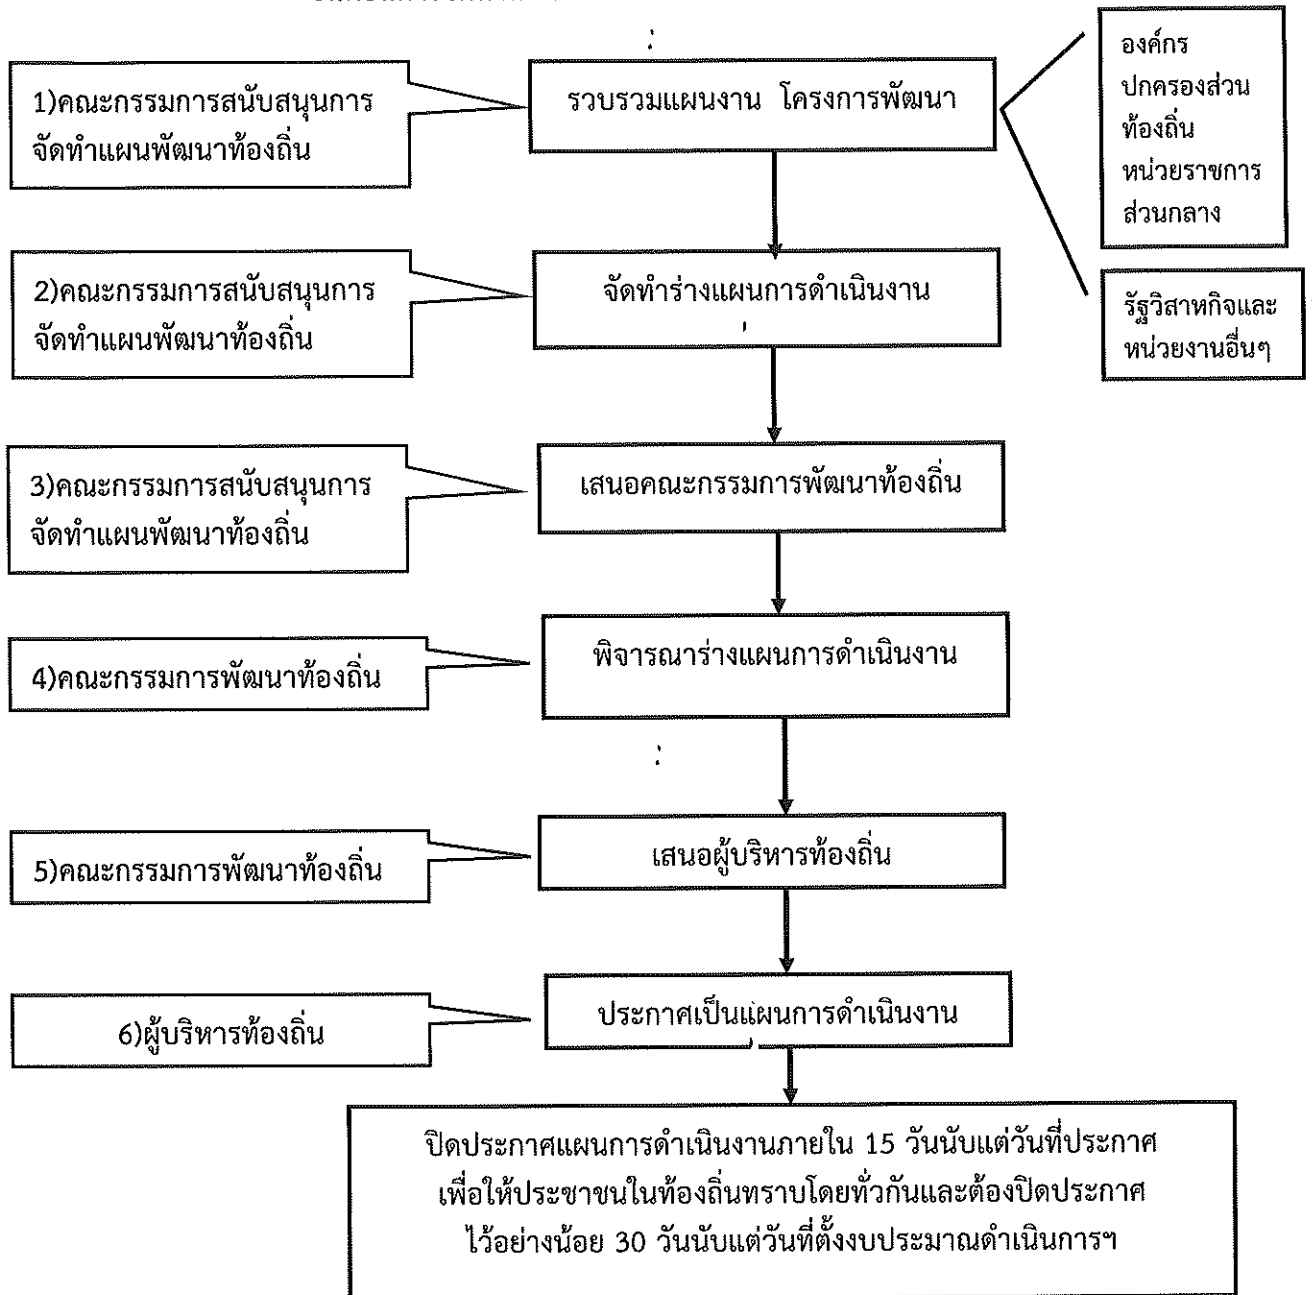 1)คณะกรรมการสนับสนุนการ
จัดทำแผนพัฒนาท้องถิ่น
รวบรวมแผนงาน โครงการพัฒนา
องค์กร
ปกครองส่วน
ท้องถิ่น
หน่วยราชการ
ส่วนกลาง
รัฐวิสาหกิจและ
หน่วยงานอื่นๆ
2)คณะกรรมการสนับสนุนการ
จัดทำแผนพัฒนาท้องถิ่น
จัดทำร่างแผนการดำเนินงาน
3)คณะกรรมการสนับสนุนการ
จัดทำแผนพัฒนาท้องถิ่น
เสนอคณะกรรมการพัฒนาท้องถิ่น
4)คณะกรรมการพัฒนาท้องถิ่น
พิจารณาร่างแผนการดำเนินงาน
5)คณะกรรมการพัฒนาท้องถิ่น
เสนอผู้บริหารท้องถิ่น
6)ผู้บริหารท้องถิ่น
ประกาศเป็นแผนการดำเนินงาน
ปิดประกาศแผนการดำเนินงานภายใน 15 วันนับแต่วันที่ประกาศ
เพื่อให้ประชาชนในท้องถิ่นทราบโดยทั่วกันและต้องปิดประกาศ
ไว้อย่างน้อย 30 วันนับแต่วันที่ตั้งงบประมาณดำเนินการฯ